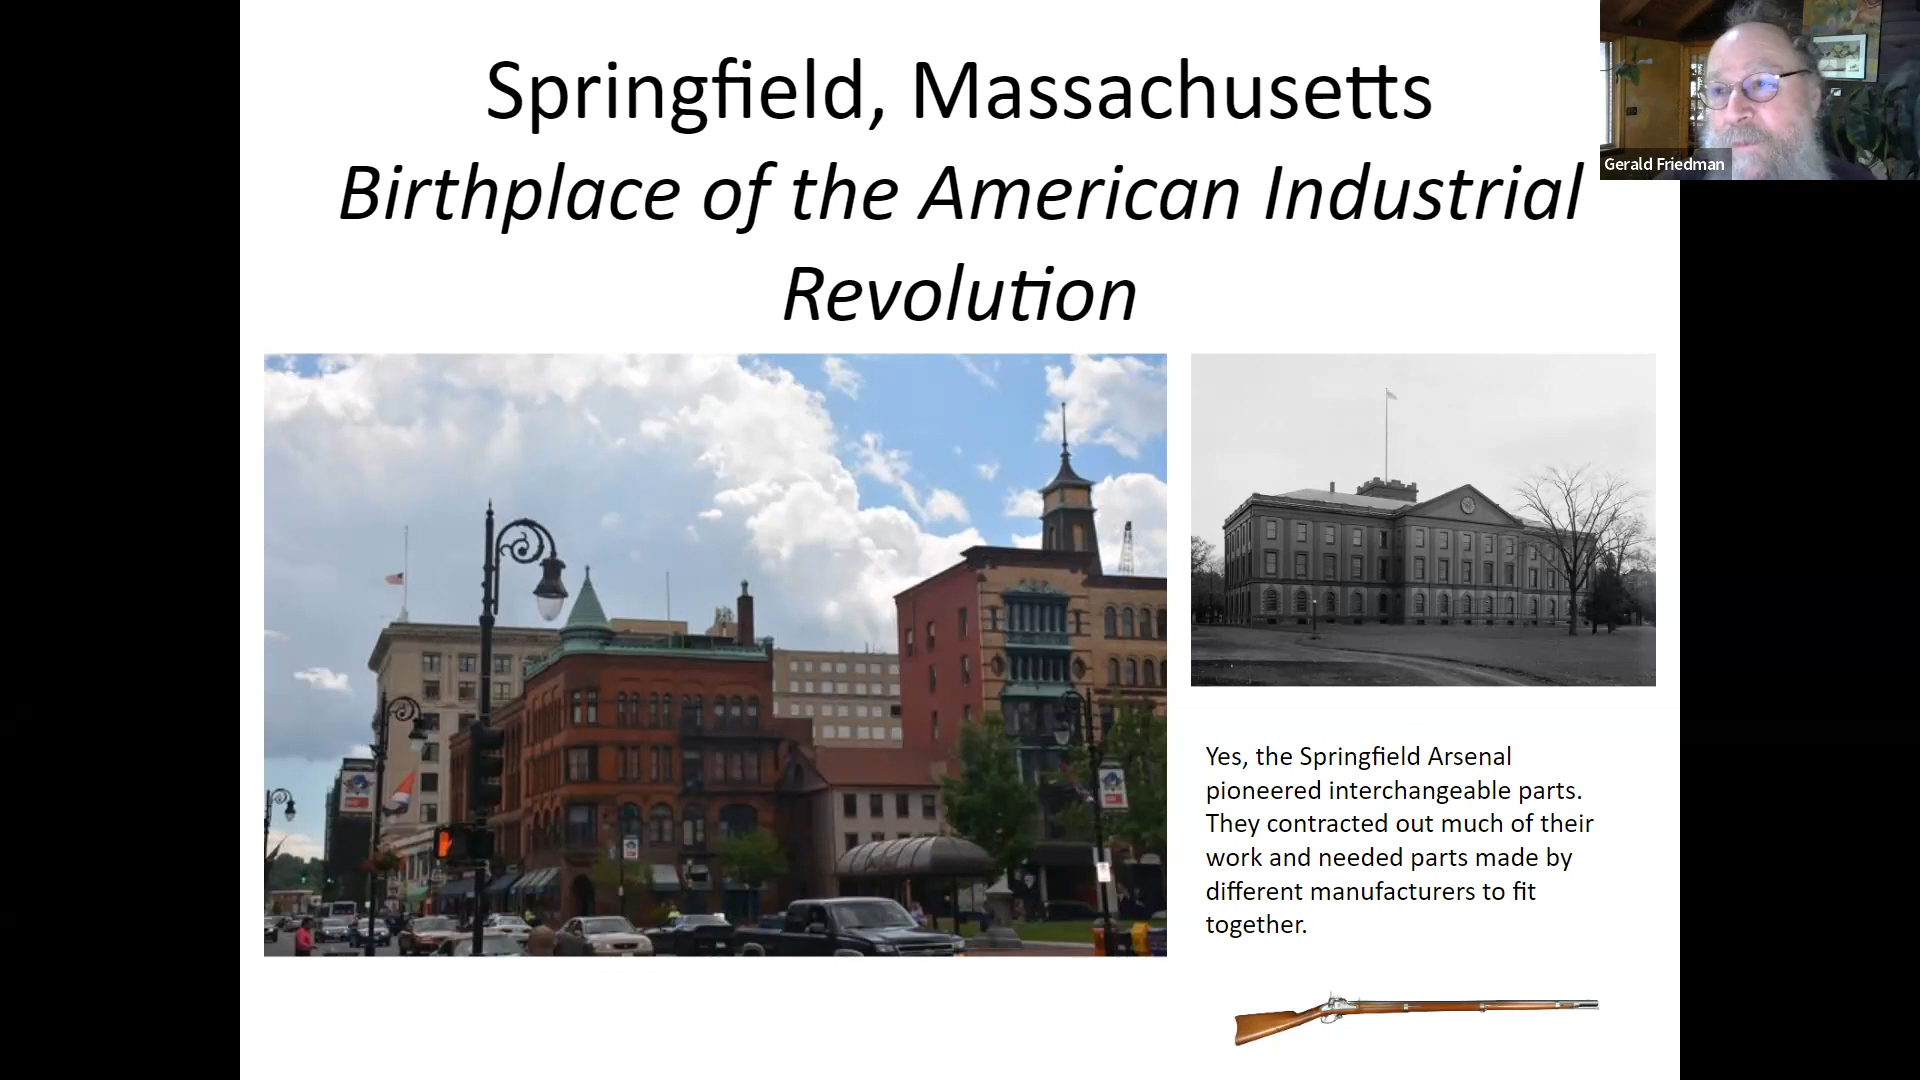 Springfield, Massachusetts
Birthplace of the American Industrial
Revolution
Gerald Friedman
Yes, the Springfield Arsenal
pioneered interchangeable parts.
They contracted out much of their
work and needed parts made by
different manufacturers to fit
together.